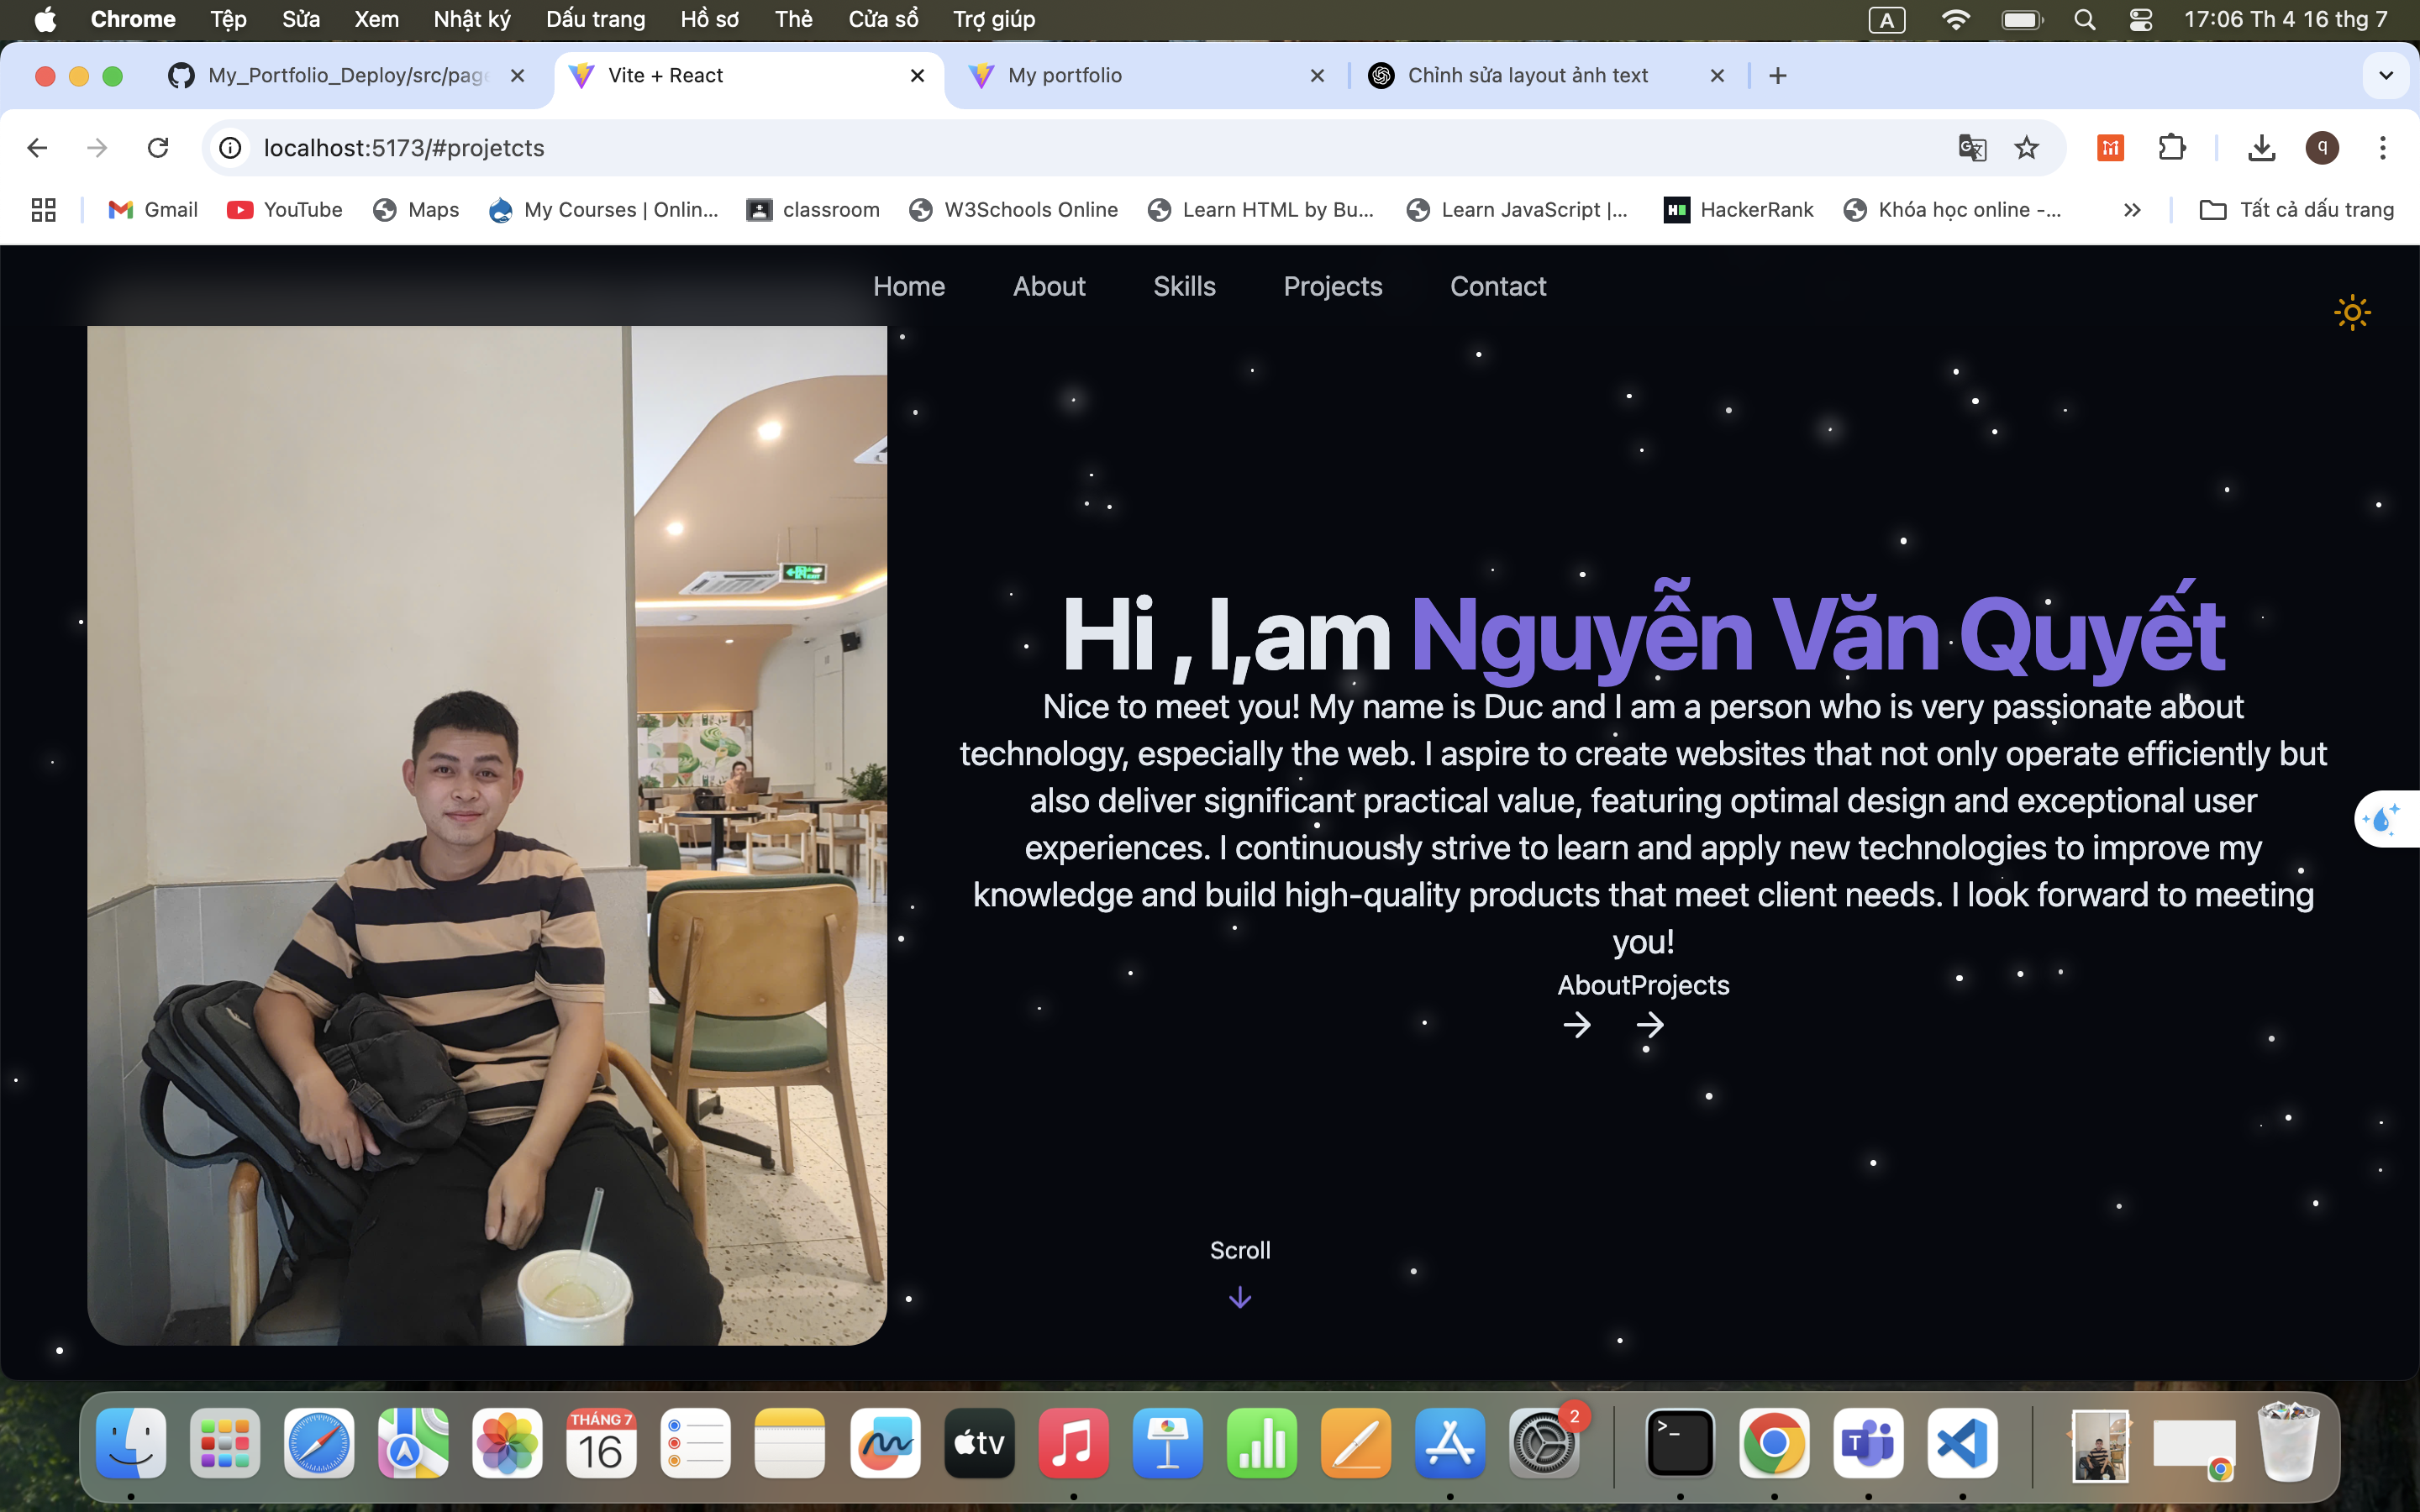 Chrome Tệp Sửa Xem Nhật ký Dấu trang Hồ sơ Thẻ Cửa sổ Trợ giúp A 17:06 Th 4 16 thg 7
My_Portfolio_Deploy/src/page Vite + React My portfolio Chỉnh sửa layout ảnh text
localhost:5173/#projetcts q
Gmail YouTube Maps My Courses | Onlin... classroom W3Schools Online Learn HTML by Bu... Learn JavaScript |... HackerRank Khóa học online -... Tất cả dấu trang
Home About Skills Projects Contact
Hi , I,am Nguyễn Văn Quyết
Nice to meet you! My name is Duc and I am a person who is very passionate about
technology, especially the web. I aspire to create websites that not only operate efficiently but
also deliver significant practical value, featuring optimal design and exceptional user
experiences. I continuously strive to learn and apply new technologies to improve my
knowledge and build high-quality products that meet client needs. I look forward to meeting
you!
AboutProjects
Scroll
THÁNG 7
16
tv
2